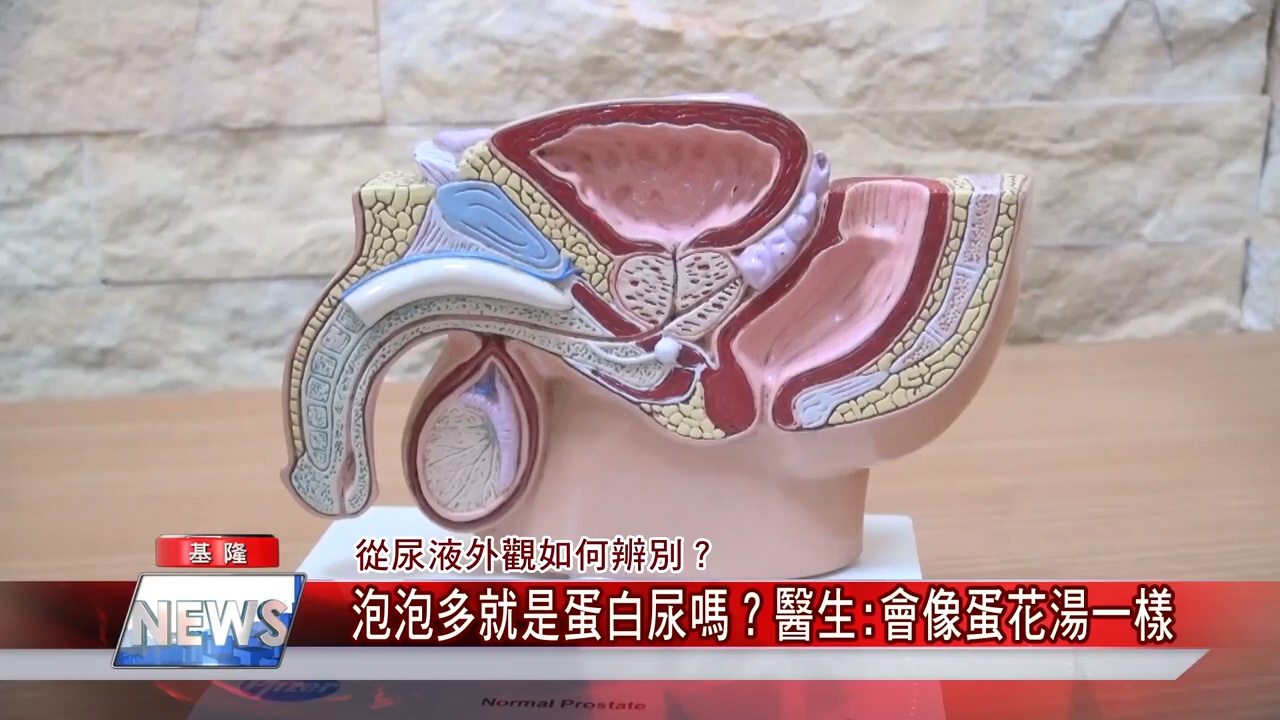 從尿液外觀如何辨別？
基隆
NEWS
泡泡多就是蛋白尿嗎？醫生:會像蛋花湯一樣
Pfizer
Normal Prostate